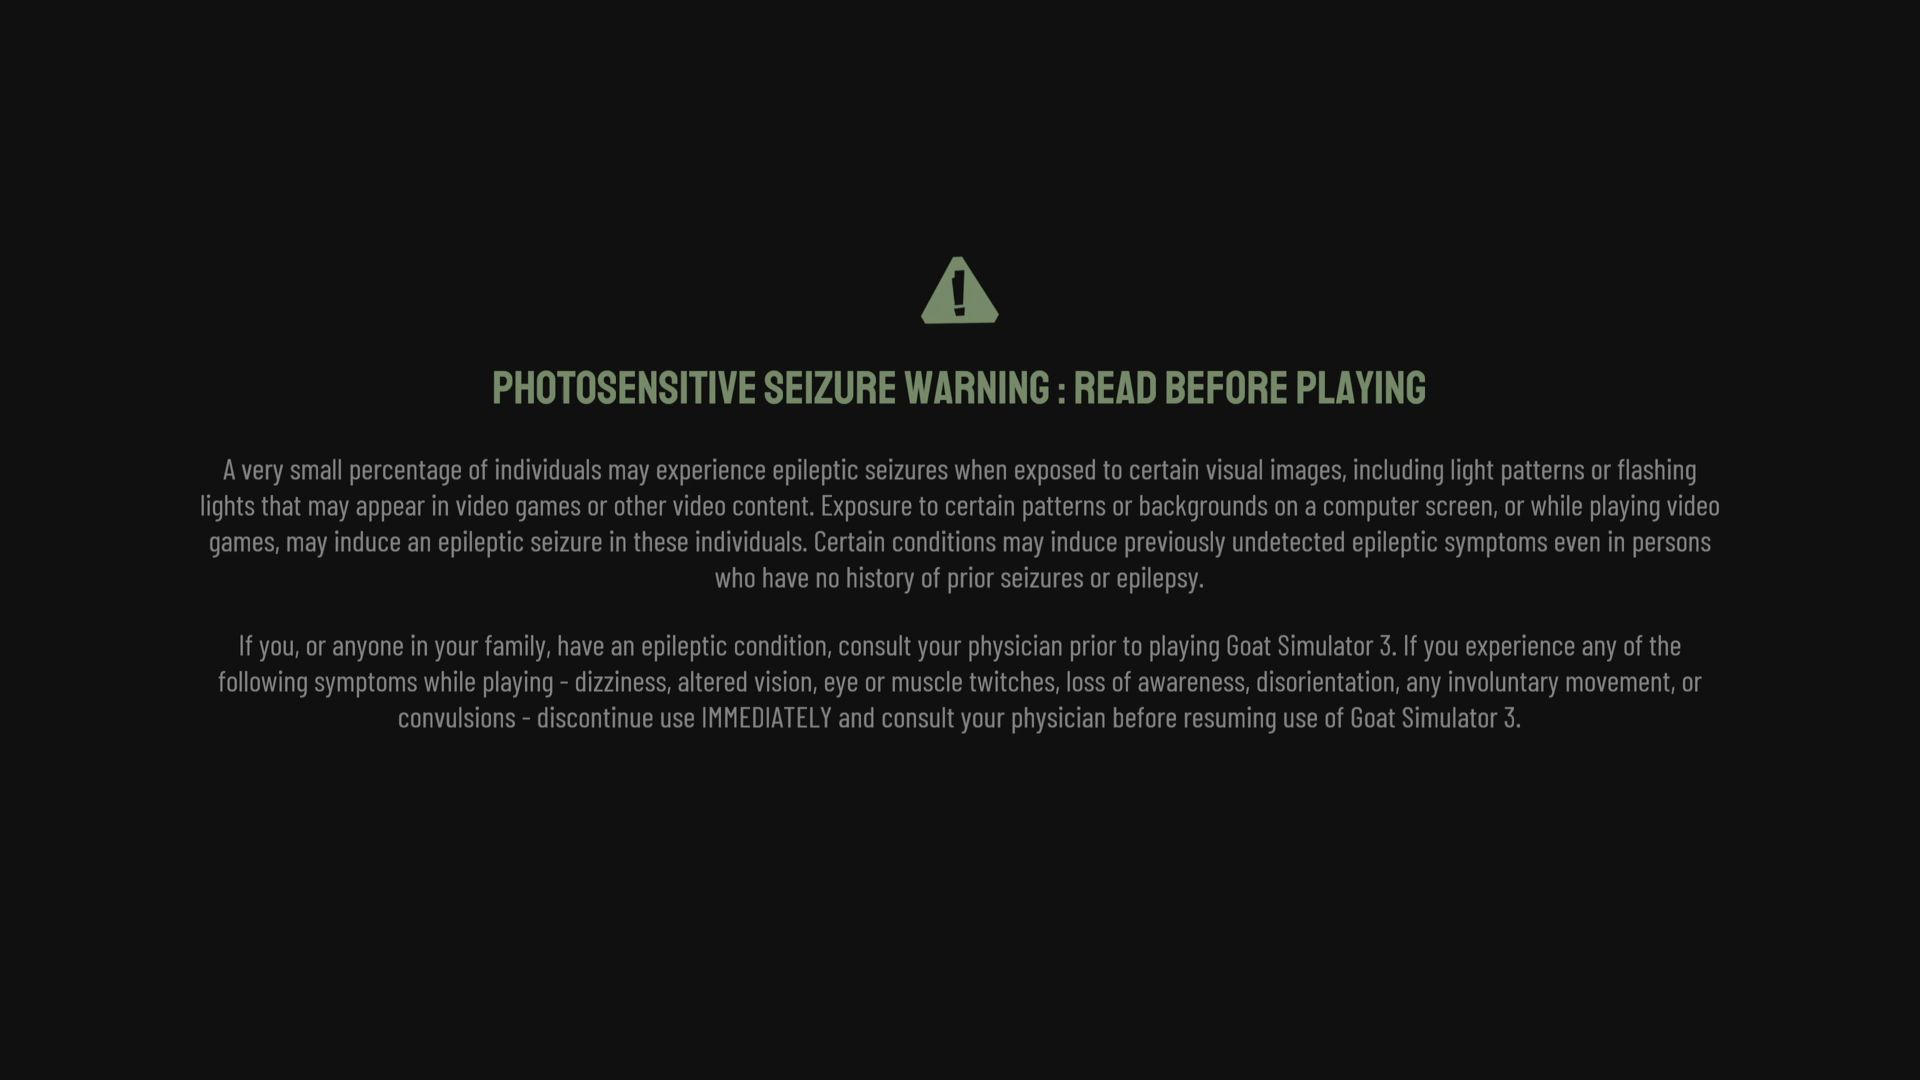 PHOTOSENSITIVE SEIZURE WARNING : READ BEFORE PLAYING
A very small percentage of individuals may experience epileptic seizures when exposed to certain visual images, including light patterns or flashing
lights that may appear in video games or other video content. Exposure to certain patterns or backgrounds on a computer screen, or while playing video
games, may induce an epileptic seizure in these individuals. Certain conditions may induce previously undetected epileptic symptoms even in persons
who have no history of prior seizures or epilepsy.
If you, or anyone in your family, have an epileptic condition, consult your physician prior to playing Goat Simulator 3. If you experience any of the
following symptoms while playing - dizziness, altered vision, eye or muscle twitches, loss of awareness, disorientation, any involuntary movement, or
convulsions - discontinue use IMMEDIATELY and consult your physician before resuming use of Goat Simulator 3.